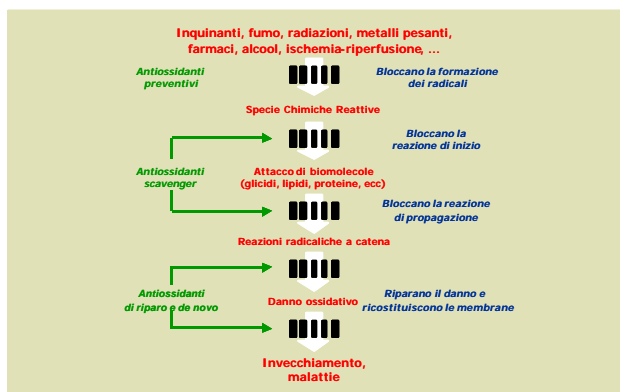 Inquinanti, fumo, radiazioni, metalli pesanti,
farmaci, alcool, ischemia-riperfusione, ...
Antiossidanti
preventivi
Bloccano la formazione
dei radicali
Specie Chimiche Reattive
Bloccano la
reazione di inizio
Antiossidanti
scavenger
Attacco di biomolecole
(glicidi, lipidi, proteine, ecc)
Bloccano la reazione
di propagazione
Reazioni radicaliche a catena
Antiossidanti
di riparo e de novo
Danno ossidativo
Riparano il danno e
ricostituiscono le membrane
Invecchiamento,
malattie